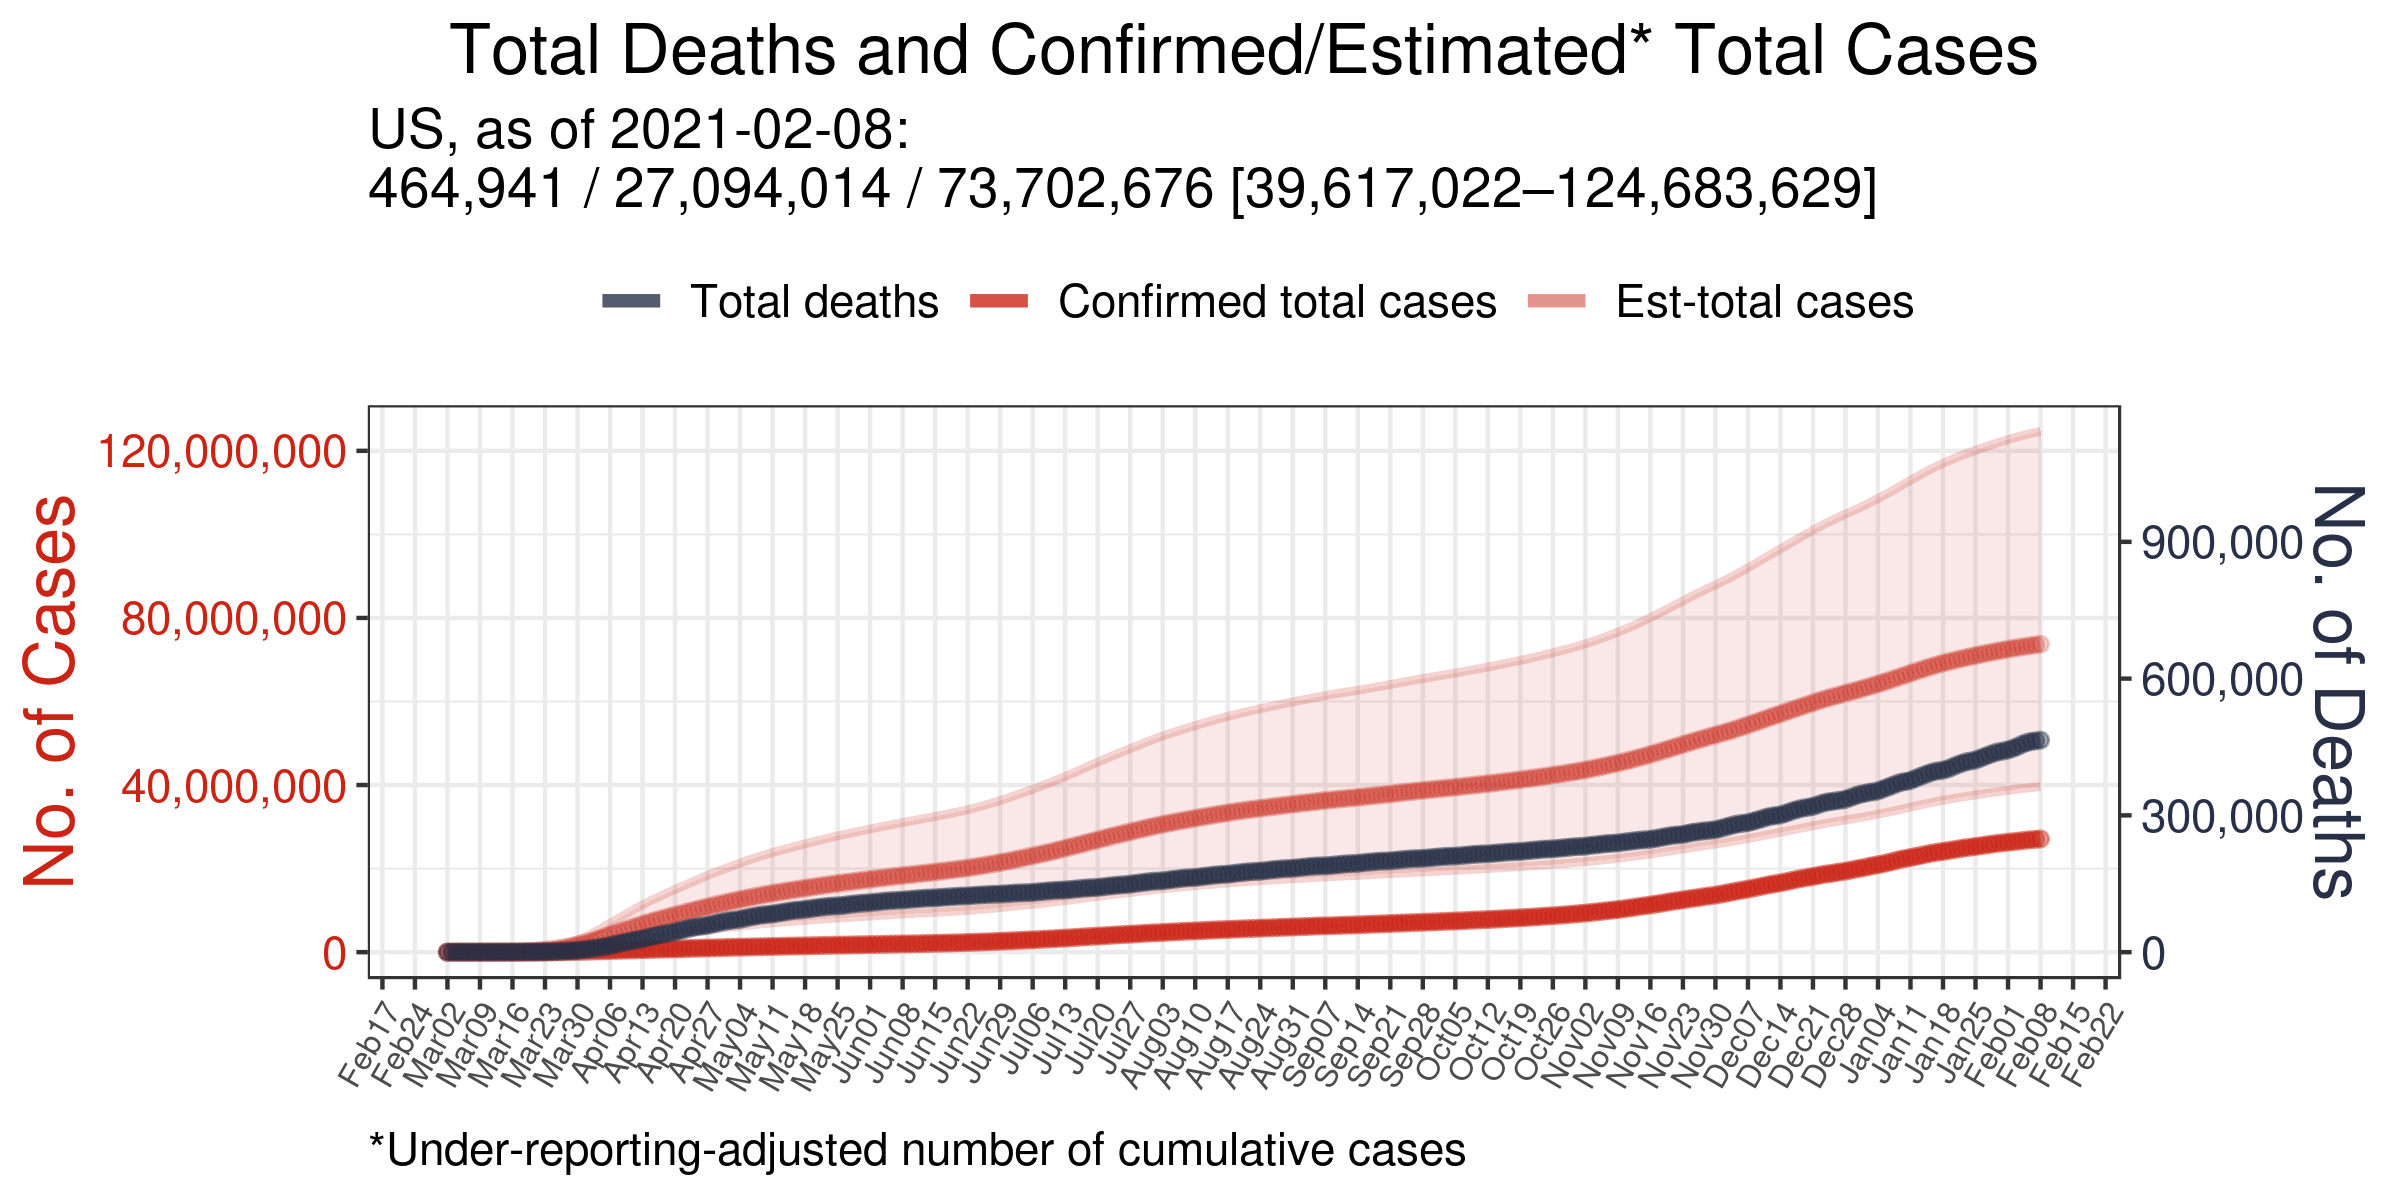 Total Deaths and Confirmed/Estimated* Total Cases
US, as of 2021-02-08:
464,941 / 27,094,014 / 73,702,676 [39,617,022–124,683,629]
Total deaths
Confirmed total cases
Est-total cases
No. of Cases
120,000,000
80,000,000
40,000,000
0
900,000
600,000
300,000
0
No. of Deaths
Feb17
Feb24
Mar02
Mar09
Mar16
Mar23
Mar30
Apr06
Apr13
Apr20
Apr27
May04
May11
May18
May25
Jun01
Jun08
Jun15
Jun22
Jun29
Jul06
Jul13
Jul20
Jul27
Aug03
Aug10
Aug17
Aug24
Aug31
Sep07
Sep14
Sep21
Sep28
Oct05
Oct12
Oct19
Oct26
Nov02
Nov09
Nov16
Nov23
Nov30
Dec07
Dec14
Dec21
Dec28
Jan04
Jan11
Jan18
Jan25
Feb01
Feb08
Feb15
Feb22
*Under-reporting-adjusted number of cumulative cases